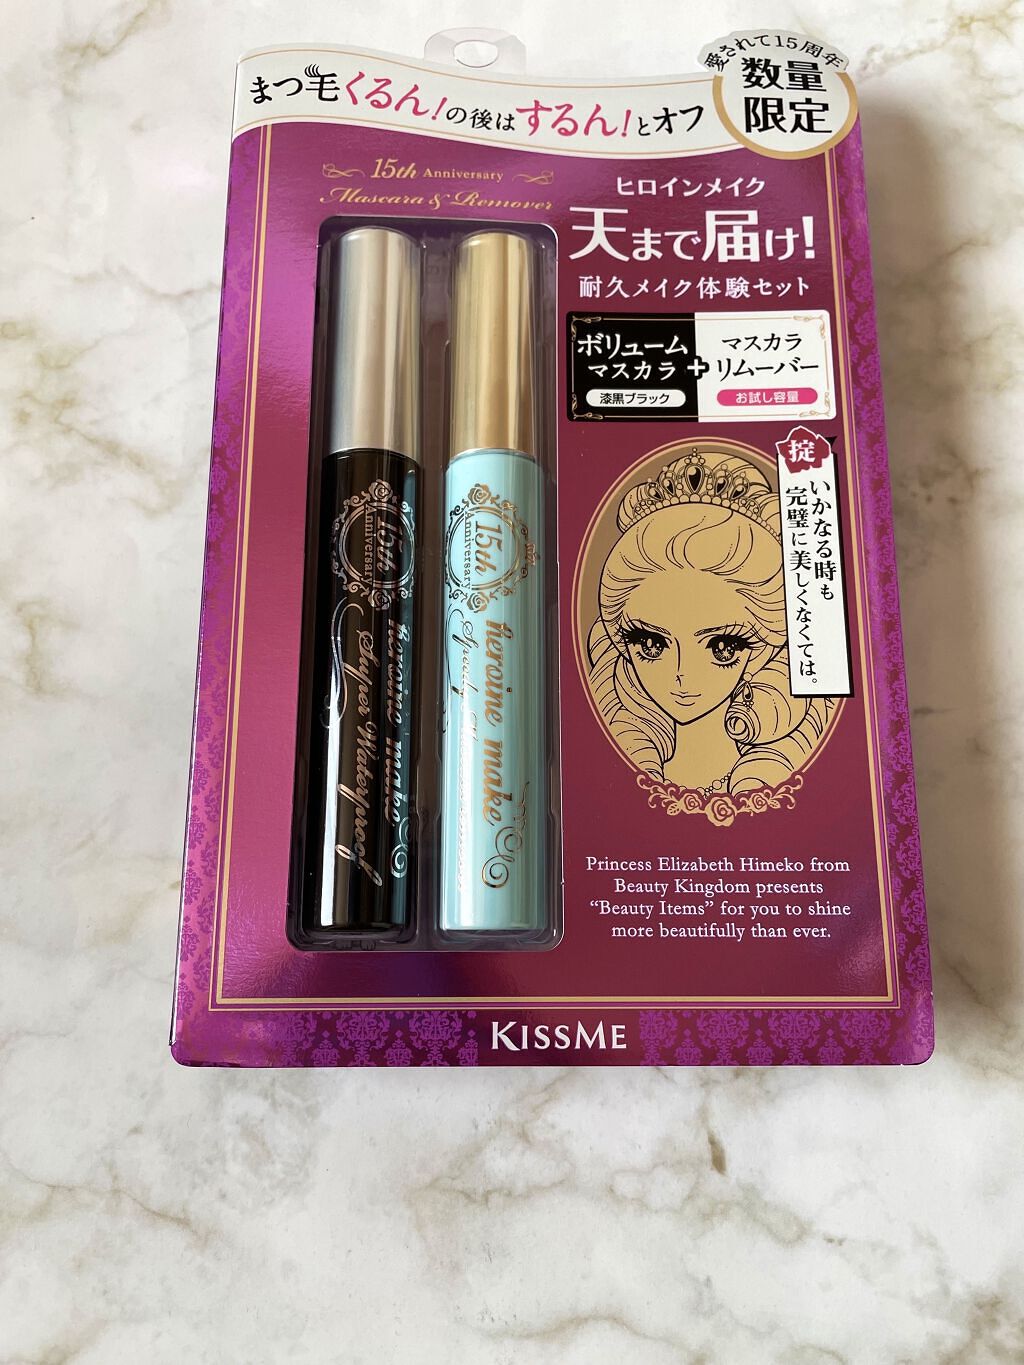 愛されて15周年
数量
限定
まつ毛くるん!の後はするん!とオフ
15th Anniversary
Mascara & Remover
ヒロインメイク
天まで届け!
耐久メイク体験セット
ボリューム
マスカラ
漆黒ブラック
+
マスカラ
リムーバー
お試し容量
掟
いかなる時も
完璧に美しくなくては。
15th
Anniversary
heroine make
Super Waterproof
15th
Anniversary
heroine make
Speedy
Princess Elizabeth Himeko from
Beauty Kingdom presents
“Beauty Items” for you to shine
more beautifully than ever.
KISSME